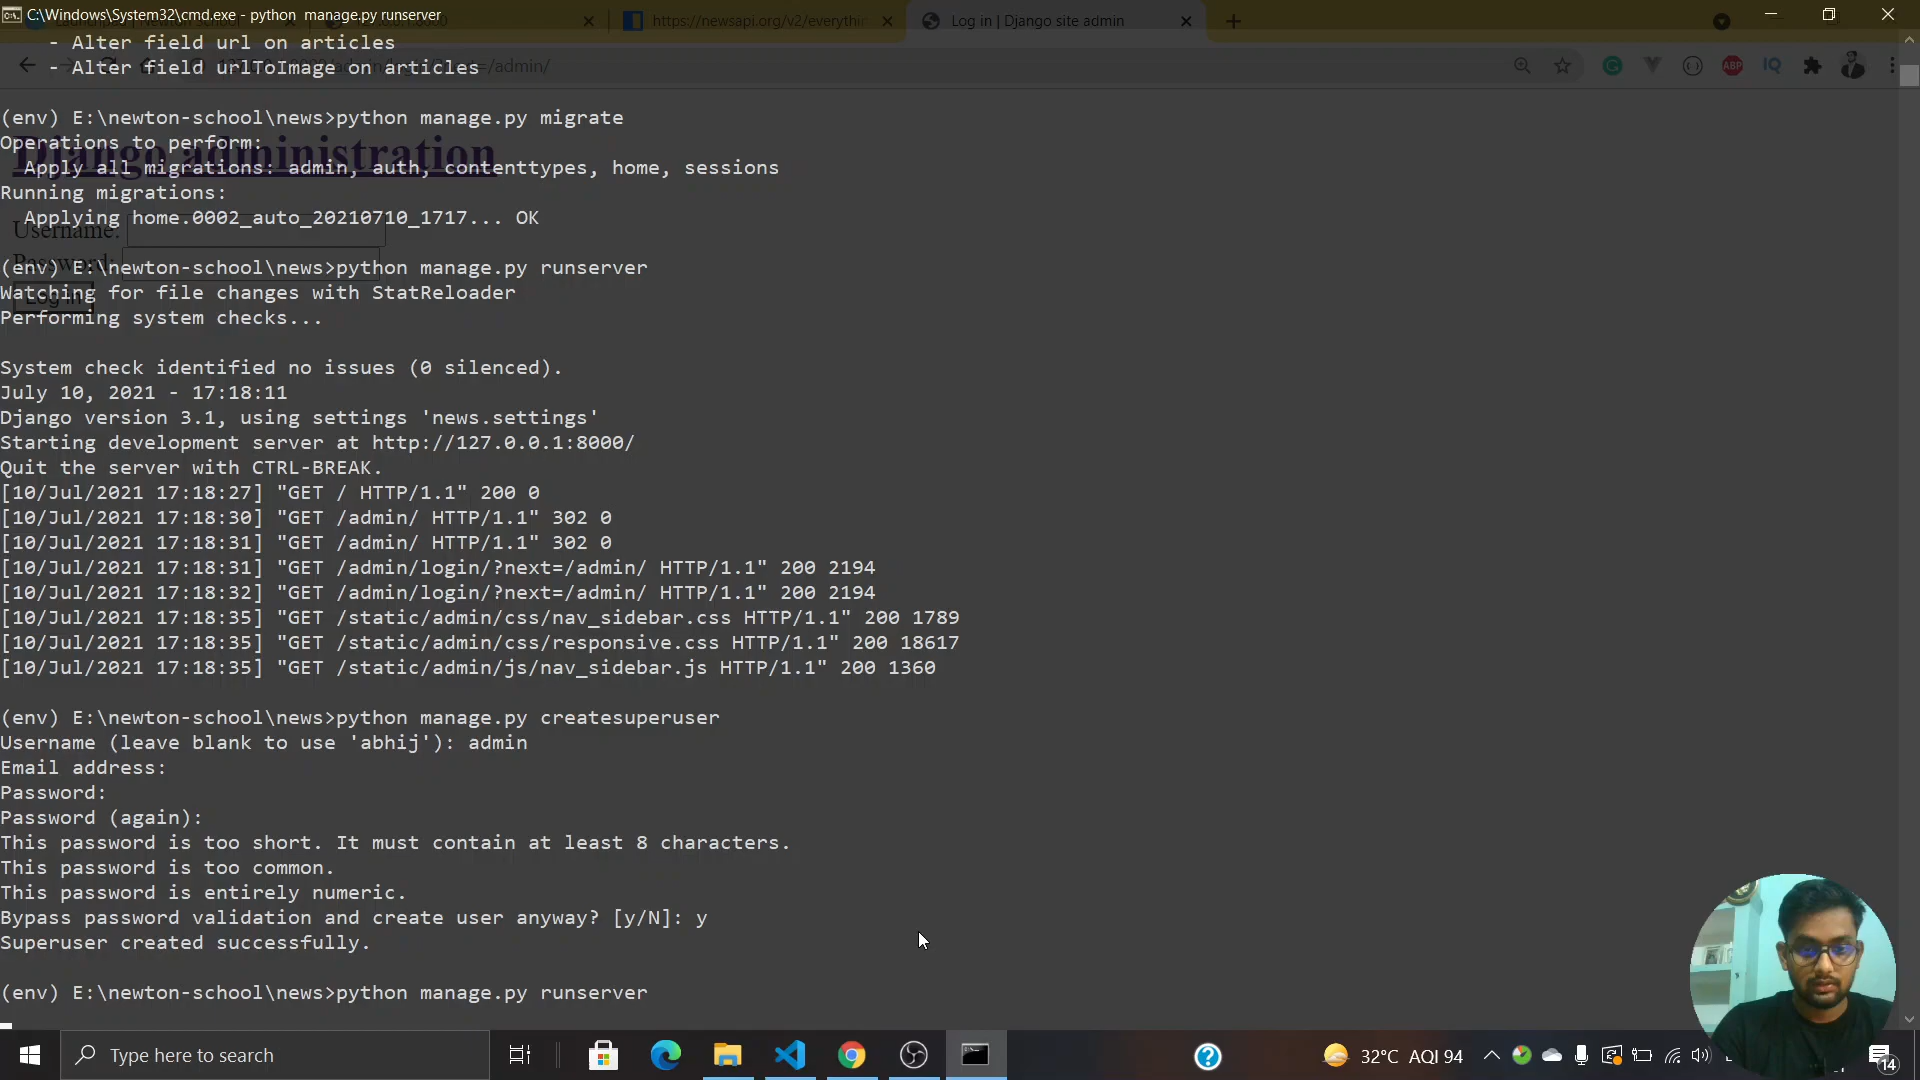 C:\Windows\System32\cmd.exe - python  manage.py runserver
https://newsapi.org/v2/everythi
Log in | Django site admin
- Alter field url on articles
- Alter field urlToImage on articles
=/admin/
(env) E:\newton-school\news>python manage.py migrate
Operations to perform:
Django administration
Apply all migrations: admin, auth, contenttypes, home, sessions
Running migrations:
Applying home.0002_auto_20210710_1717... OK
Username:
Password:
(env) E:\newton-school\news>python manage.py runserver
Watching for file changes with StatReloader
Log in
Performing system checks...
System check identified no issues (0 silenced).
July 10, 2021 - 17:18:11
Django version 3.1, using settings 'news.settings'
Starting development server at http://127.0.0.1:8000/
Quit the server with CTRL-BREAK.
[10/Jul/2021 17:18:27] "GET / HTTP/1.1" 200 0
[10/Jul/2021 17:18:30] "GET /admin/ HTTP/1.1" 302 0
[10/Jul/2021 17:18:31] "GET /admin/ HTTP/1.1" 302 0
[10/Jul/2021 17:18:31] "GET /admin/login/?next=/admin/ HTTP/1.1" 200 2194
[10/Jul/2021 17:18:32] "GET /admin/login/?next=/admin/ HTTP/1.1" 200 2194
[10/Jul/2021 17:18:35] "GET /static/admin/css/nav_sidebar.css HTTP/1.1" 200 1789
[10/Jul/2021 17:18:35] "GET /static/admin/css/responsive.css HTTP/1.1" 200 18617
[10/Jul/2021 17:18:35] "GET /static/admin/js/nav_sidebar.js HTTP/1.1" 200 1360
(env) E:\newton-school\news>python manage.py createsuperuser
Username (leave blank to use 'abhij'): admin
Email address:
Password:
Password (again):
This password is too short. It must contain at least 8 characters.
This password is too common.
This password is entirely numeric.
Bypass password validation and create user anyway? [y/N]: y
Superuser created successfully.
(env) E:\newton-school\news>python manage.py runserver
Type here to search
32°C AQI 94
14